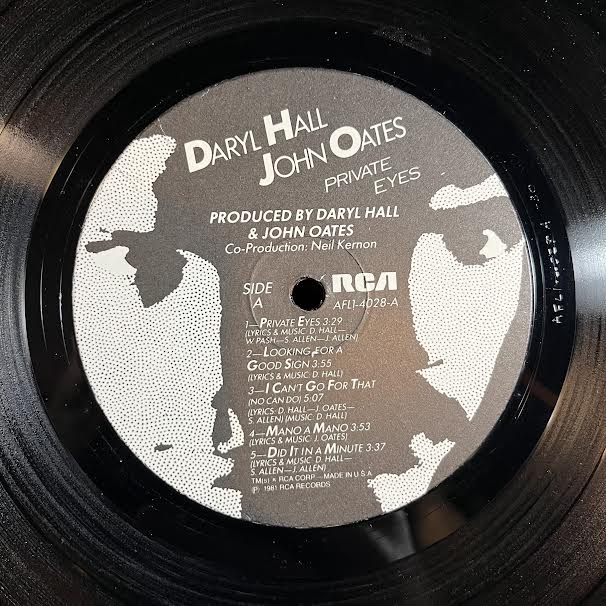 DARYL HALL
JOHN OATES
PRIVATE
EYES
PRODUCED BY DARYL HALL
& JOHN OATES
Co-Production: Neil Kernon
SIDE
A
RCA
AFL1-4028-A
1—PRIVATE EYES 3:29
(LYRICS & MUSIC: D. HALL—
W PASH—S. ALLEN—J. ALLEN)
2—LOOKING FOR A
GOOD SIGN 3:55
(LYRICS & MUSIC: D. HALL)
3—I CAN'T GO FOR THAT
(NO CAN DO) 5:07
(LYRICS: D. HALL—J. OATES—
S. ALLEN) (MUSIC: D. HALL)
4—MANO A MANO 3:53
(LYRICS & MUSIC: J. OATES)
5—DID IT IN A MINUTE 3:37
(LYRICS & MUSIC: D. HALL—
S. ALLEN—J. ALLEN)
TM(s) ® RCA CORP—MADE IN U.S.A
(P) 1981 RCA RECORDS